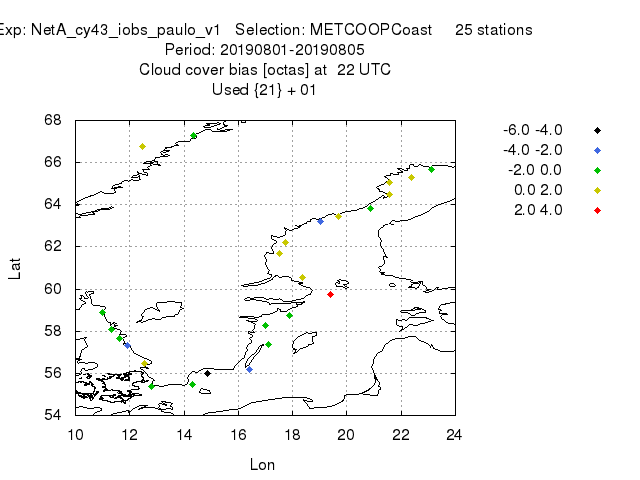 Exp: NetA_cy43_iobs_paulo_v1 Selection: METCOOPCoast 25 stations
Period: 20190801-20190805
Cloud cover bias [octas] at 22 UTC
Used {21} + 01
-6.0 -4.0
-4.0 -2.0
-2.0 0.0
0.0 2.0
2.0 4.0
68
66
64
62
60
58
56
54
Lat
10 12 14 16 18 20 22 24
Lon